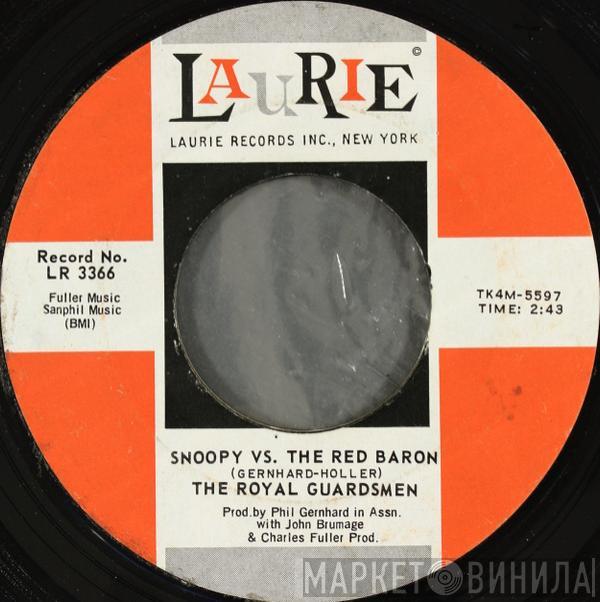 LAURIE ©
LAURIE RECORDS INC., NEW YORK
Record No.
LR 3366
Fuller Music
Sanphil Music
(BMI)
TK4M-5597
TIME: 2:43
SNOOPY VS. THE RED BARON
(GERNHARD-HOLLER)
THE ROYAL GUARDSMEN
Prod. by Phil Gernhard in Assn.
with John Brumage
& Charles Fuller Prod.
МАРКЕТ ВИНИЛА